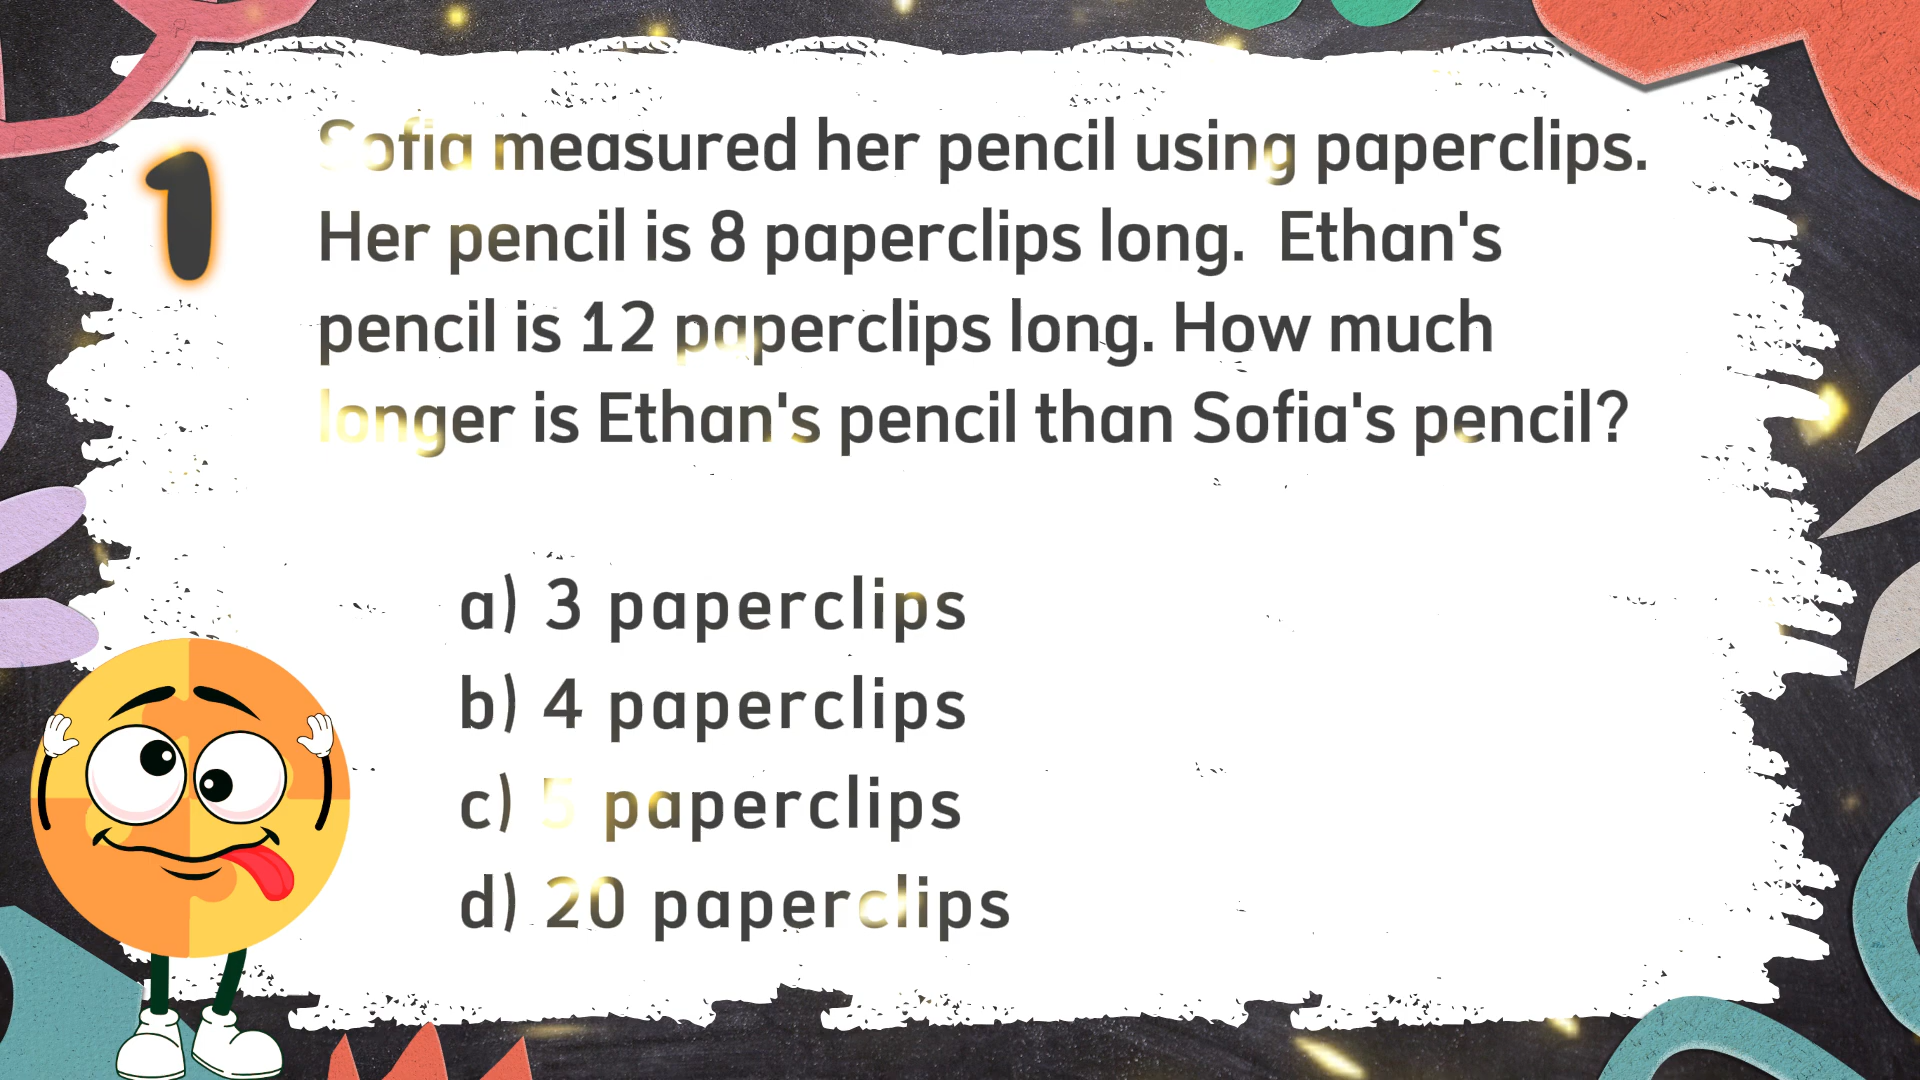 1
Sofia measured her pencil using paperclips.
Her pencil is 8 paperclips long. Ethan's
pencil is 12 paperclips long. How much
longer is Ethan's pencil than Sofia's pencil?
a) 3 paperclips
b) 4 paperclips
c) 5 paperclips
d) 20 paperclips